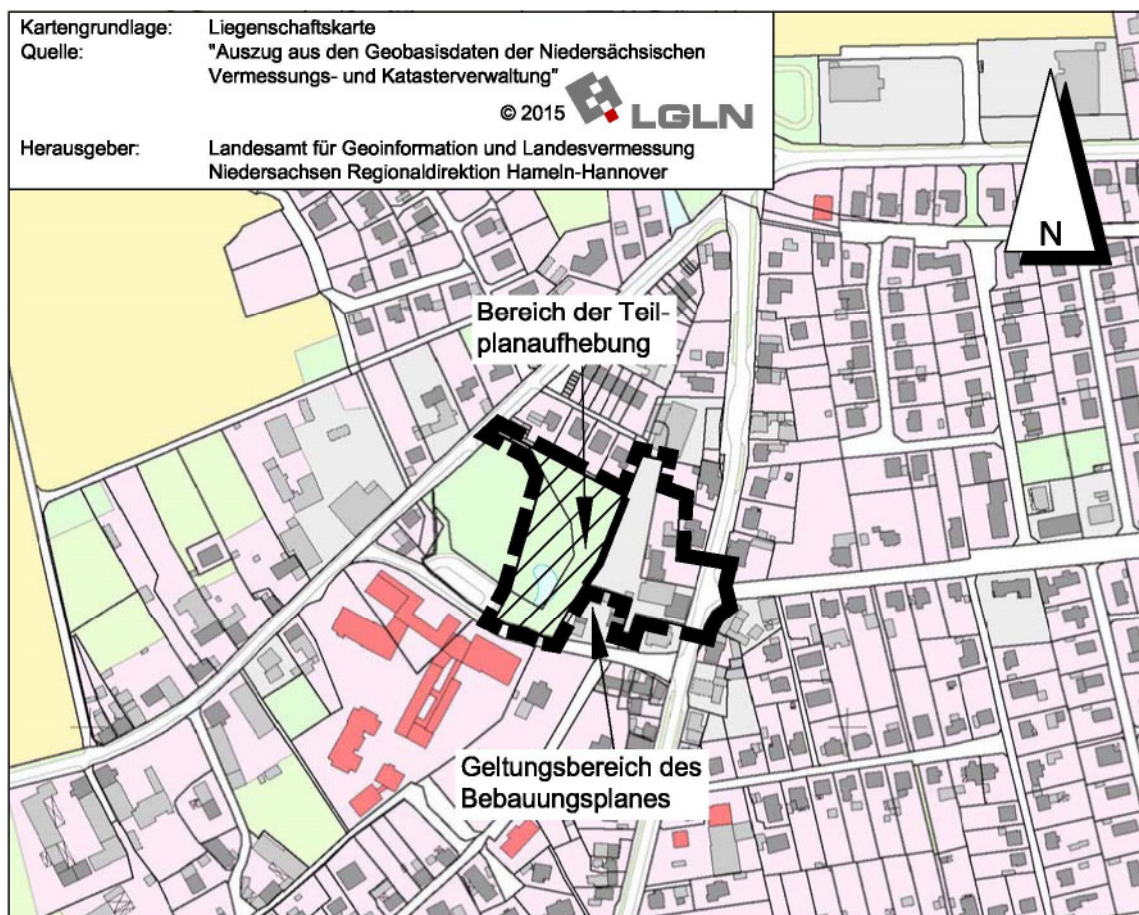 Kartengrundlage: Liegenschaftskarte
Quelle: "Auszug aus den Geobasisdaten der Niedersächsischen
Vermessungs- und Katasterverwaltung"
© 2015 LGLN
Herausgeber: Landesamt für Geoinformation und Landesvermessung
Niedersachsen Regionaldirektion Hameln-Hannover
N
Bereich der Teil-
planaufhebung
Geltungsbereich des
Bebauungsplanes